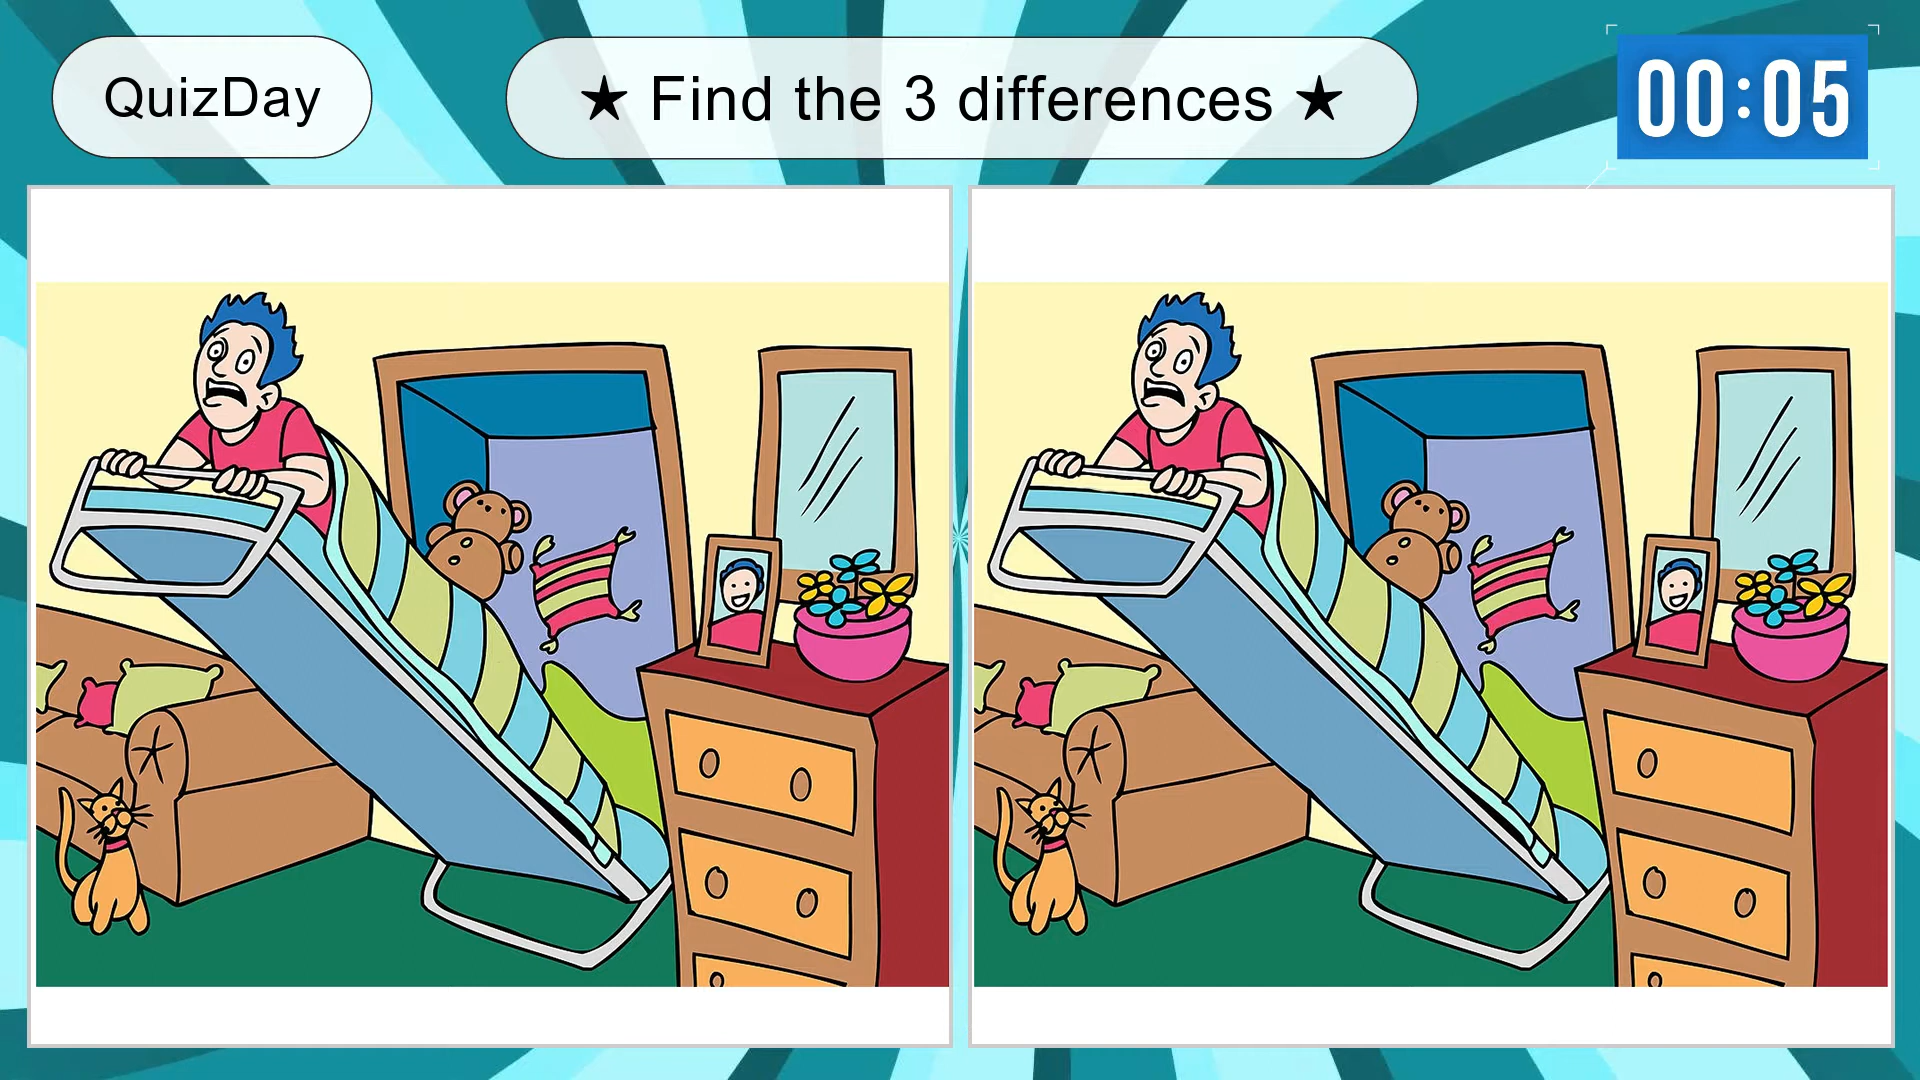 QuizDay
★ Find the 3 differences ★
00:05